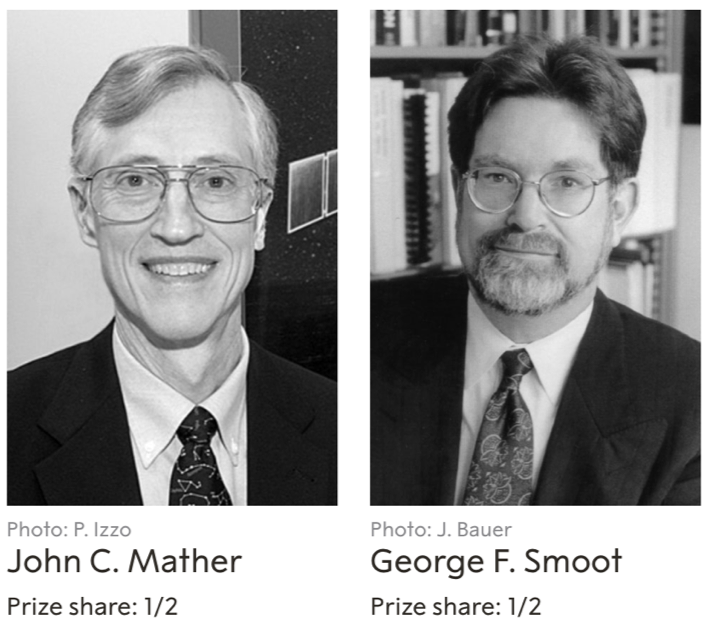 Photo: P. Izzo
John C. Mather
Prize share: 1/2
Photo: J. Bauer
George F. Smoot
Prize share: 1/2